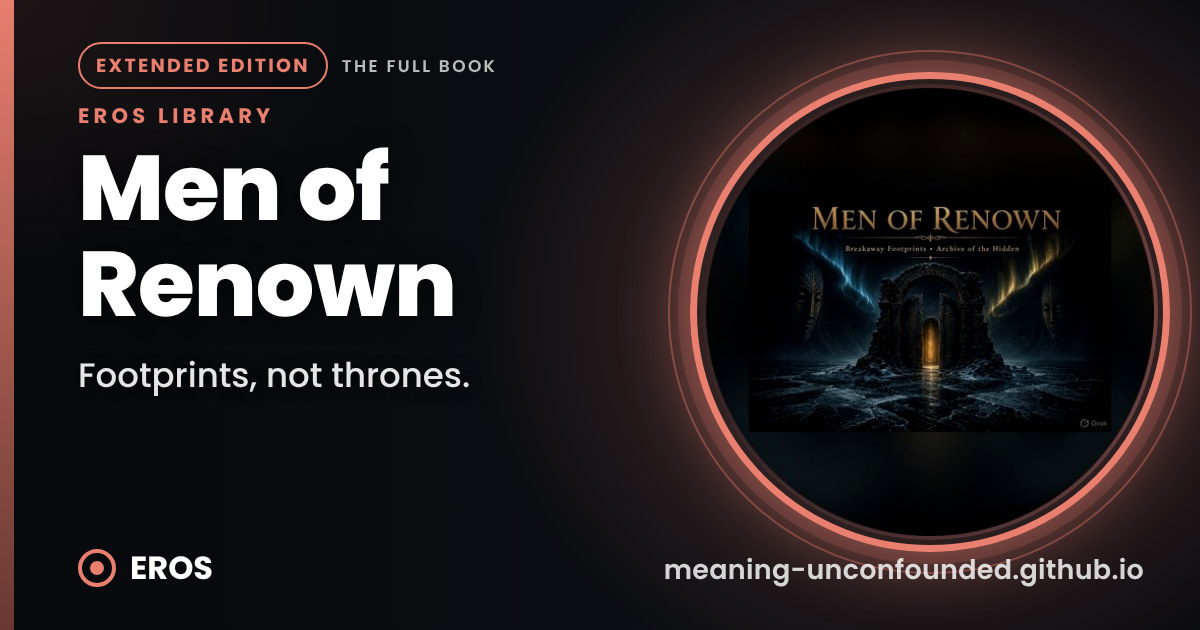 EXTENDED EDITION THE FULL BOOK
EROS LIBRARY
Men of
Renown
Footprints, not thrones.
MEN OF RENOWN
Breakaway Footprints • Archive of the Hidden
Grok
EROS
meaning-unconfounded.github.io